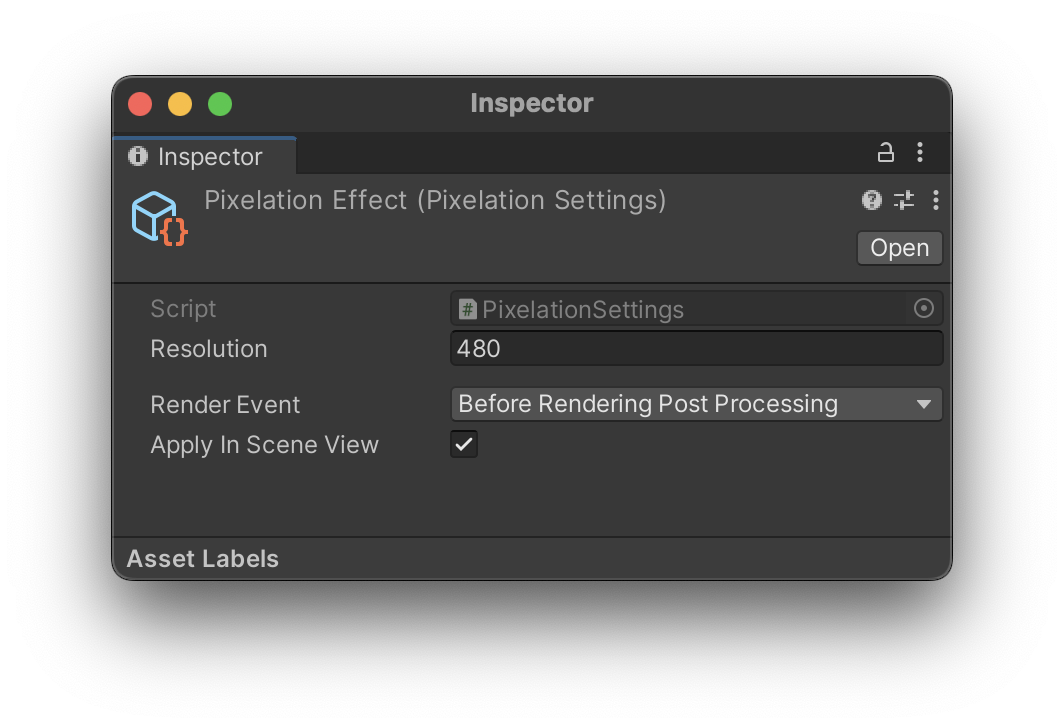 Inspector
Inspector
Pixelation Effect (Pixelation Settings)
Open
Script PixelationSettings
Resolution 480
Render Event Before Rendering Post Processing
Apply In Scene View
Asset Labels